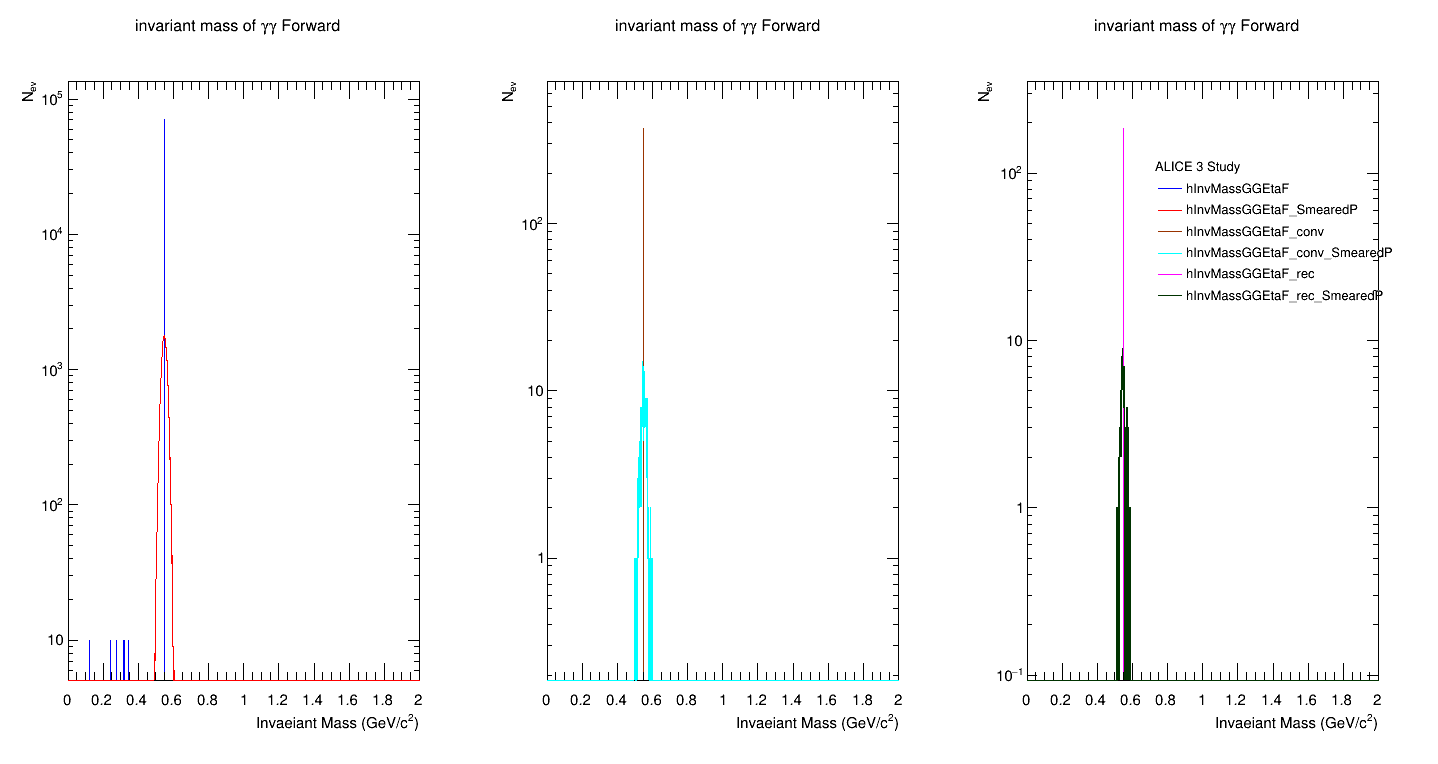 invariant mass of γγ Forward
N_ev
10^5
10^4
10^3
10^2
10
0 0.2 0.4 0.6 0.8 1 1.2 1.4 1.6 1.8 2
Invaeiant Mass (GeV/c^2)
invariant mass of γγ Forward
N_ev
10^2
10
1
0 0.2 0.4 0.6 0.8 1 1.2 1.4 1.6 1.8 2
Invaeiant Mass (GeV/c^2)
invariant mass of γγ Forward
N_ev
10^2
10
1
10^−1
ALICE 3 Study
hInvMassGGEtaF
hInvMassGGEtaF_SmearedP
hInvMassGGEtaF_conv
hInvMassGGEtaF_conv_SmearedP
hInvMassGGEtaF_rec
hInvMassGGEtaF_rec_SmearedP
0 0.2 0.4 0.6 0.8 1 1.2 1.4 1.6 1.8 2
Invaeiant Mass (GeV/c^2)